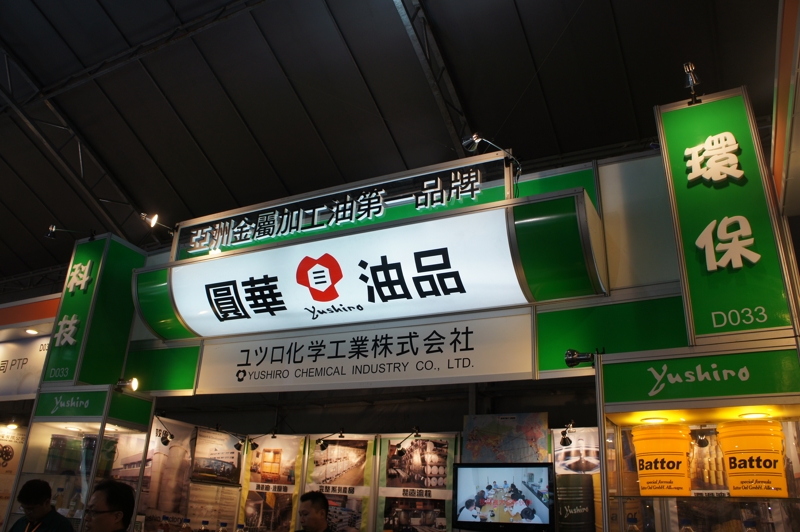 亞洲金屬加工油第一品牌
圓華 油品
yushiro
ユツロ化学工業株式会社
YUSHIRO CHEMICAL INDUSTRY CO., LTD.
科技
D033
yushiro
環保
D033
yushiro
司 PTP
Battor
Battor